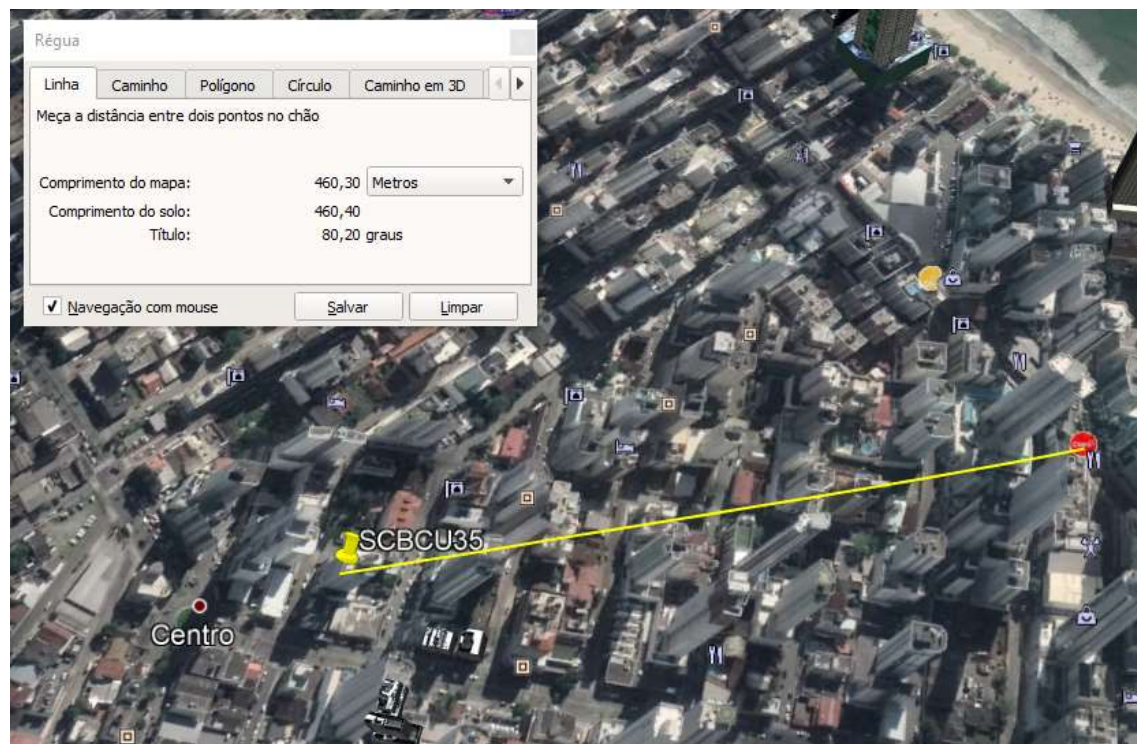 Régua
Linha Caminho Polígono Círculo Caminho em 3D
Meça a distância entre dois pontos no chão
Comprimento do mapa: 460,30 Metros
Comprimento do solo: 460,40
Título: 80,20 graus
Navegação com mouse Salvar Limpar
SCBCU35
Centro